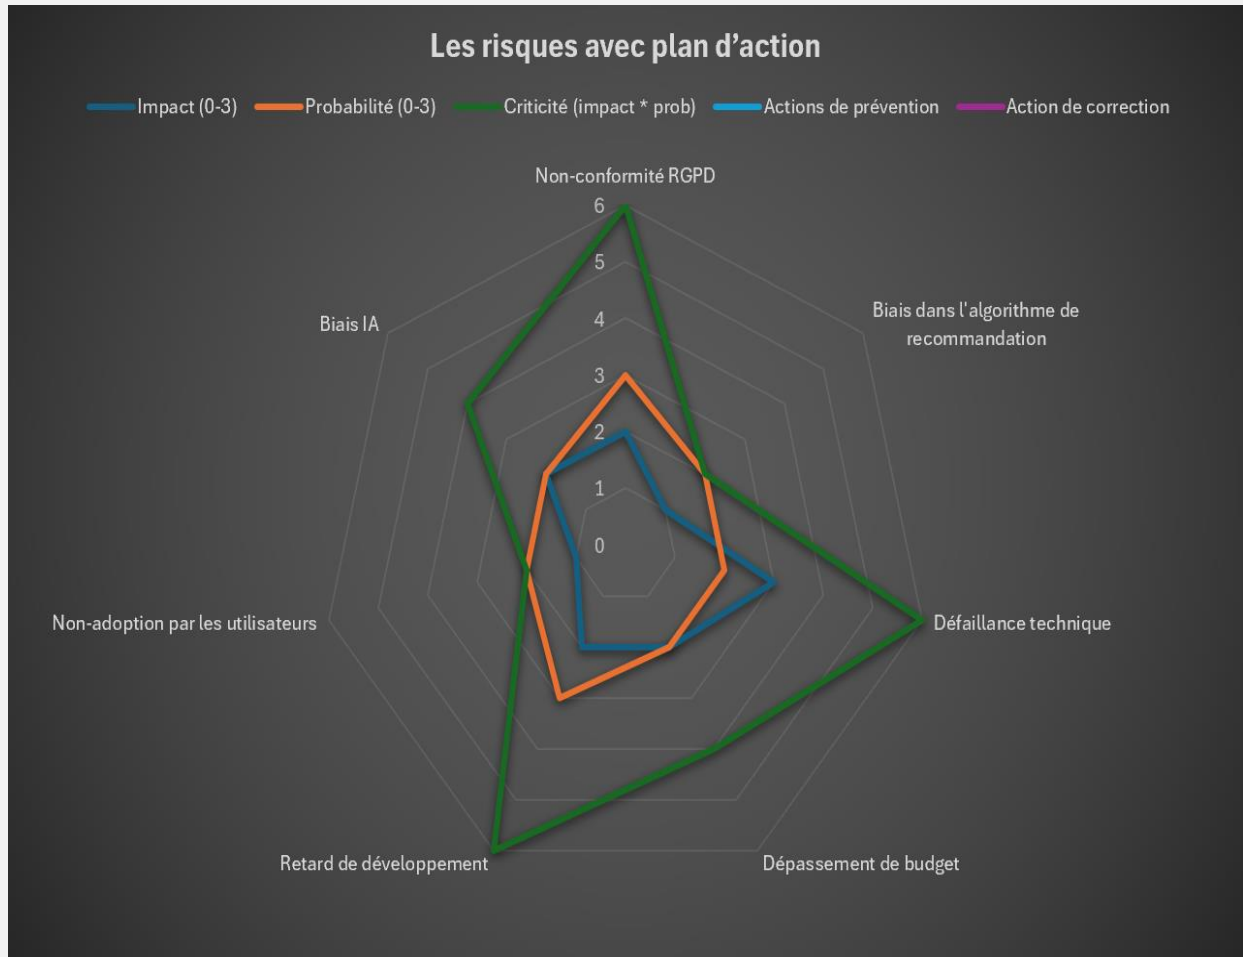 Les risques avec plan d’action
Impact (0-3) Probabilité (0-3) Criticité (impact * prob) Actions de prévention Action de correction
Non-conformité RGPD
6
5
4
3
2
1
0
Biais dans l'algorithme de
recommandation
Défaillance technique
Dépassement de budget
Retard de développement
Non-adoption par les utilisateurs
Biais IA